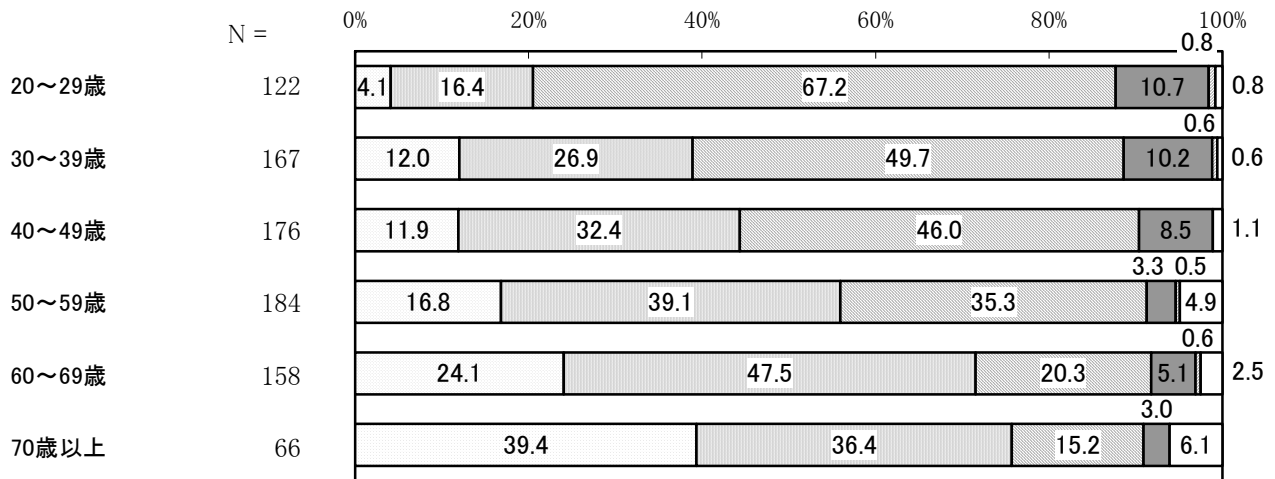 0% 20% 40% 60% 80% 100%
N =
0.8
20～29歳 122 4.1 16.4 67.2 10.7 0.8
0.6
30～39歳 167 12.0 26.9 49.7 10.2 0.6
40～49歳 176 11.9 32.4 46.0 8.5 1.1
3.3 0.5
50～59歳 184 16.8 39.1 35.3 4.9
0.6
60～69歳 158 24.1 47.5 20.3 5.1 2.5
3.0
70歳以上 66 39.4 36.4 15.2 6.1